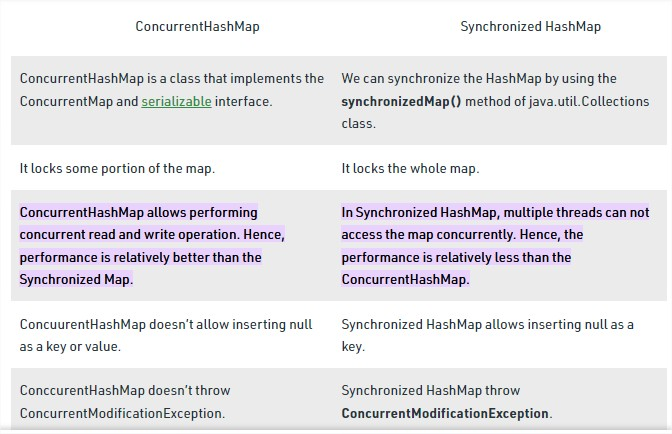 ConcurrentHashMap
Synchronized HashMap
ConcurrentHashMap is a class that implements the
ConcurrentMap and serializable interface.
We can synchronize the HashMap by using the
synchronizedMap() method of java.util.Collections
class.
It locks some portion of the map.
It locks the whole map.
ConcurrentHashMap allows performing
concurrent read and write operation. Hence,
performance is relatively better than the
Synchronized Map.
In Synchronized HashMap, multiple threads can not
access the map concurrently. Hence, the
performance is relatively less than the
ConcurrentHashMap.
ConcuurentHashMap doesn’t allow inserting null
as a key or value.
Synchronized HashMap allows inserting null as a
key.
ConccurentHashMap doesn’t throw
ConcurrentModificationException.
Synchronized HashMap throw
ConcurrentModificationException.